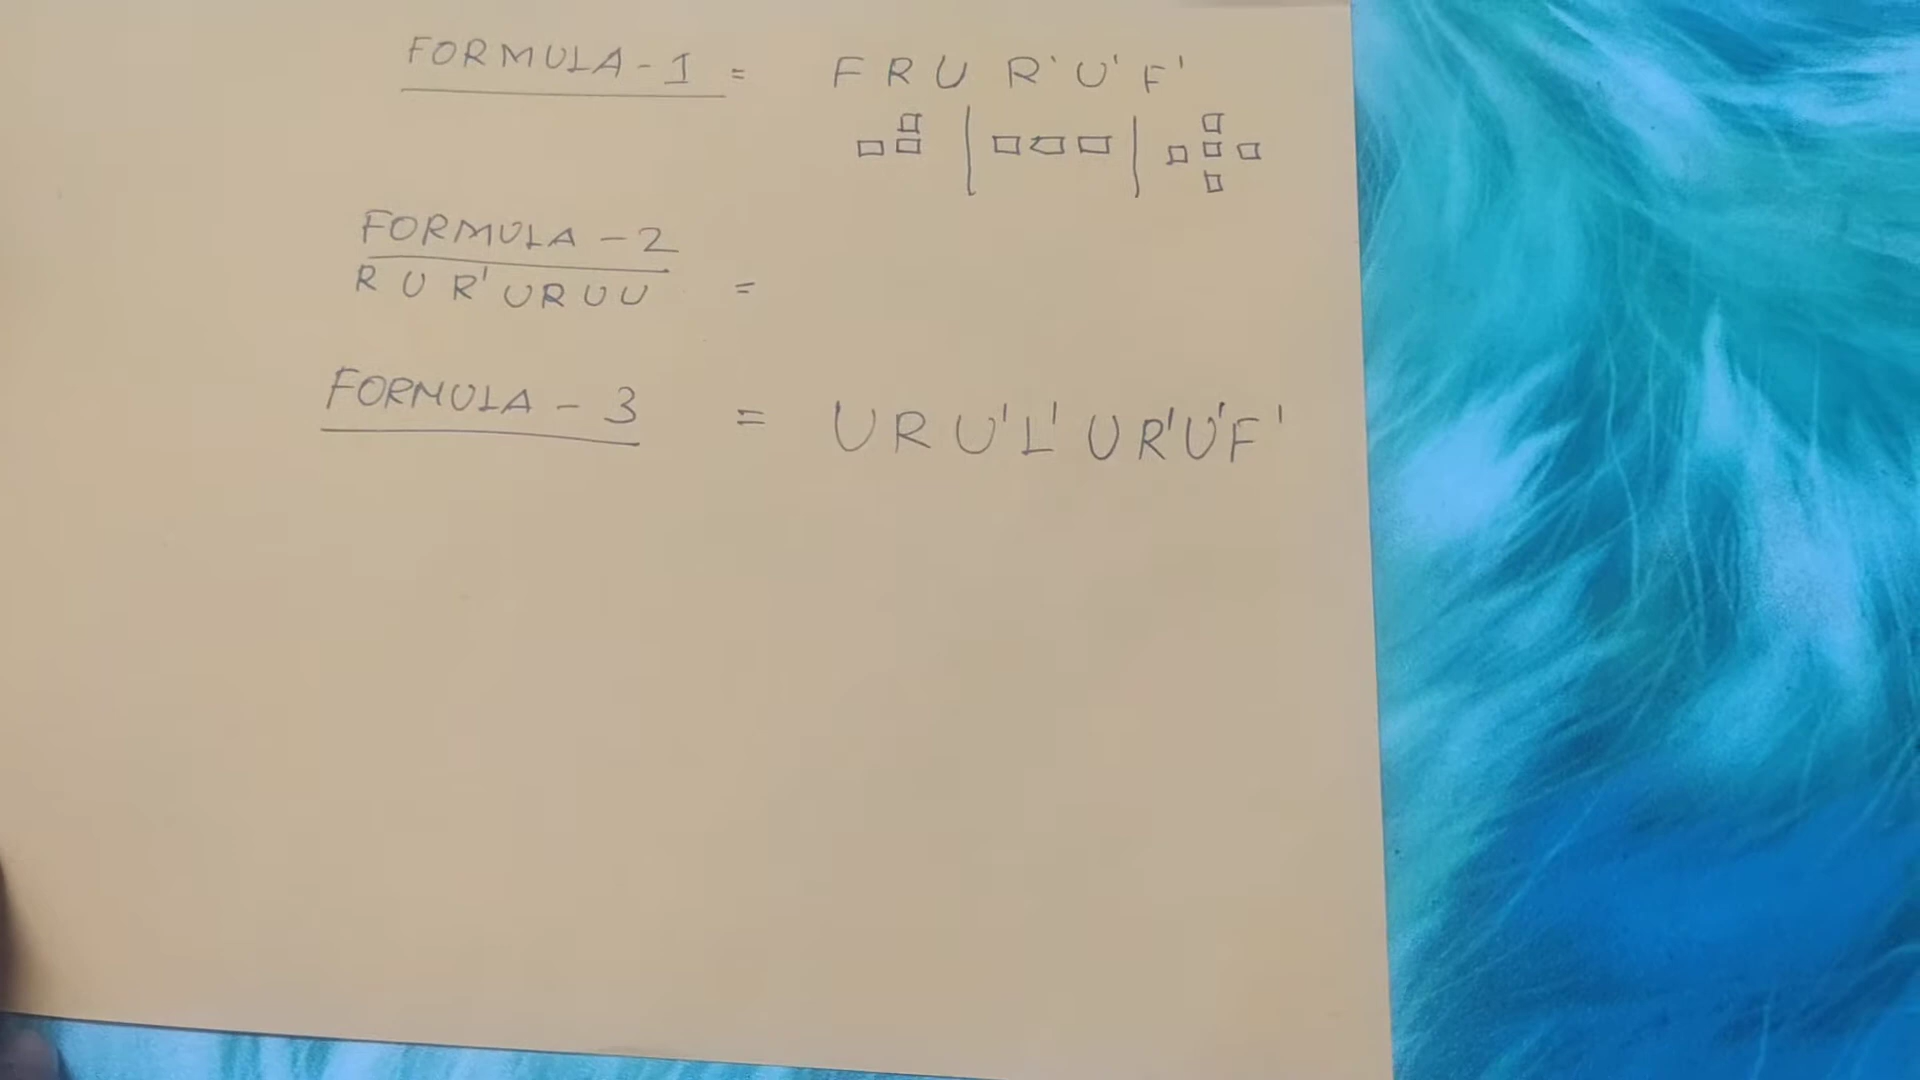 FORMULA-1 = F R U R' U' F'
FORMULA-2
R U R' U R U U =
FORMULA-3 = U R U' L' U R' U' F'